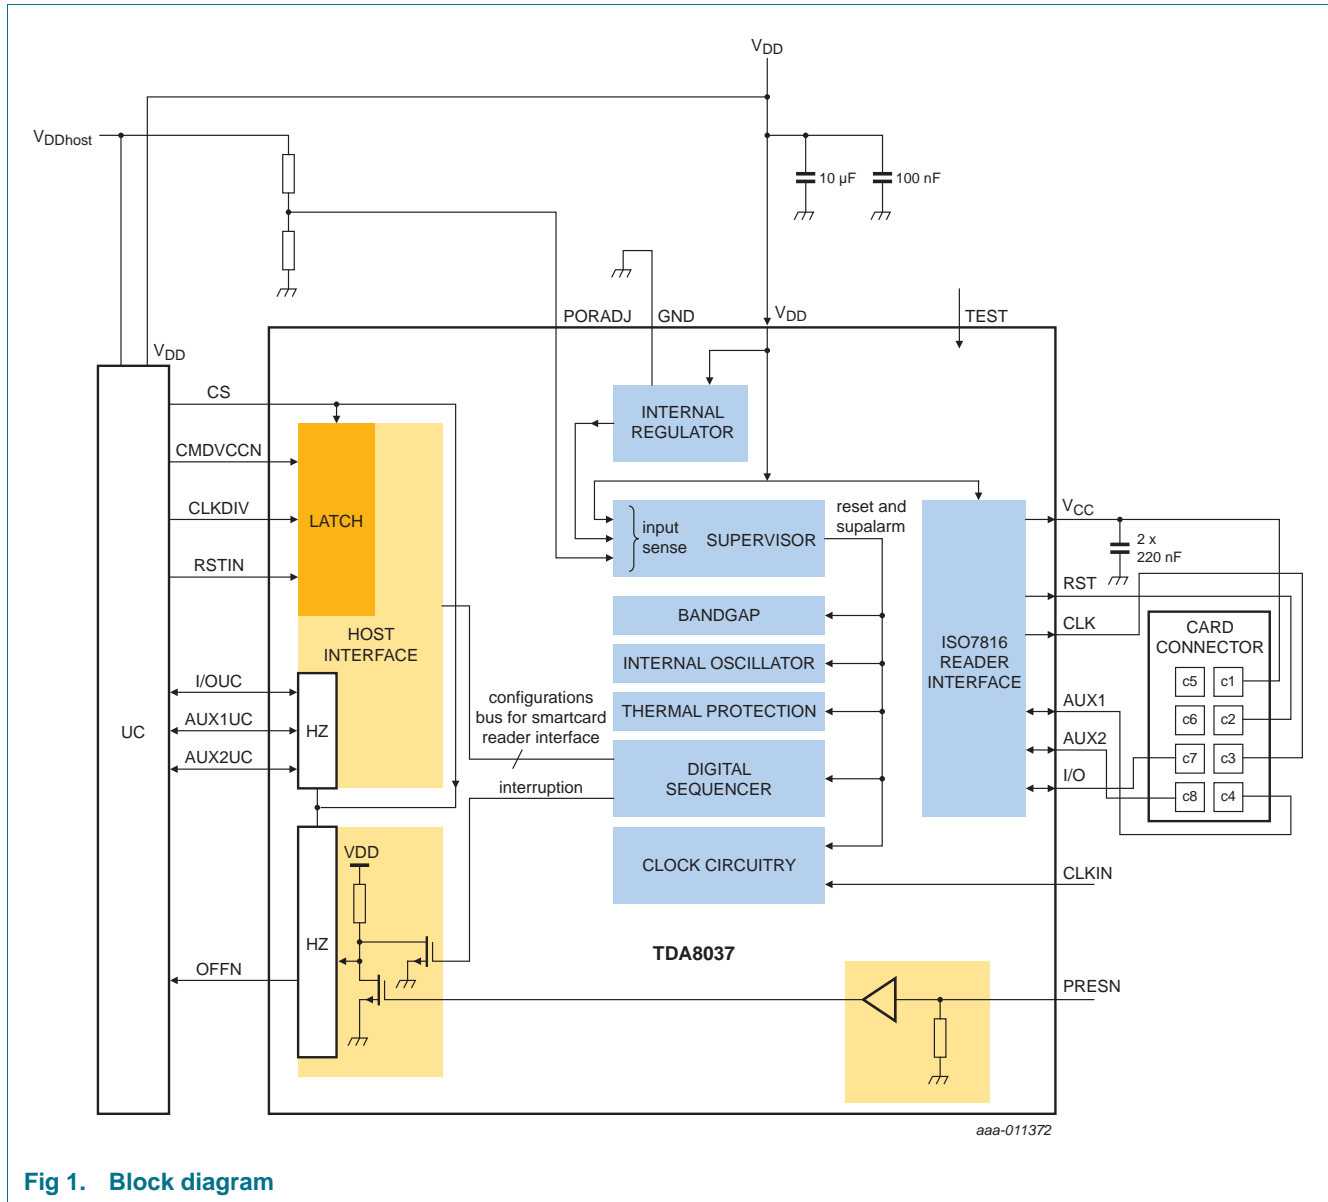 VDD
VDDhost
10 µF
100 nF
PORADJ
GND
VDD
TEST
VDD
CS
CMDVCCN
CLKDIV
RSTIN
LATCH
HOST
INTERFACE
I/OUC
AUX1UC
AUX2UC
HZ
UC
INTERNAL
REGULATOR
input
sense
SUPERVISOR
reset and
supalarm
BANDGAP
INTERNAL OSCILLATOR
THERMAL PROTECTION
configurations
bus for smartcard
reader interface
DIGITAL
SEQUENCER
interruption
CLOCK CIRCUITRY
ISO7816
READER
INTERFACE
VCC
2 x
220 nF
RST
CLK
AUX1
AUX2
I/O
CARD
CONNECTOR
c5 c1
c6 c2
c7 c3
c8 c4
CLKIN
VDD
HZ
OFFN
TDA8037
PRESN
aaa-011372
Fig 1. Block diagram